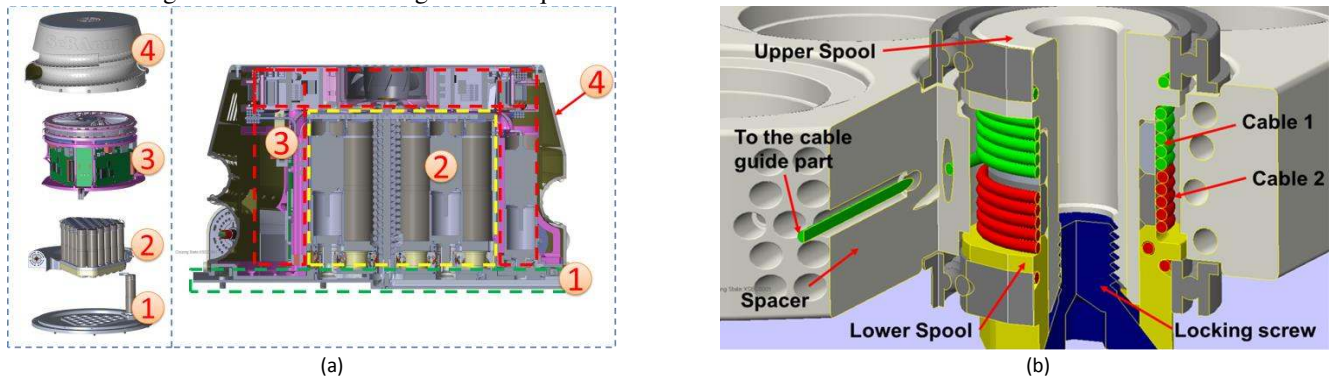 4
3
2
1
4
3
2
1
(a)
Upper Spool
To the cable
guide part
Cable 1
Cable 2
Spacer
Lower Spool
Locking screw
(b)